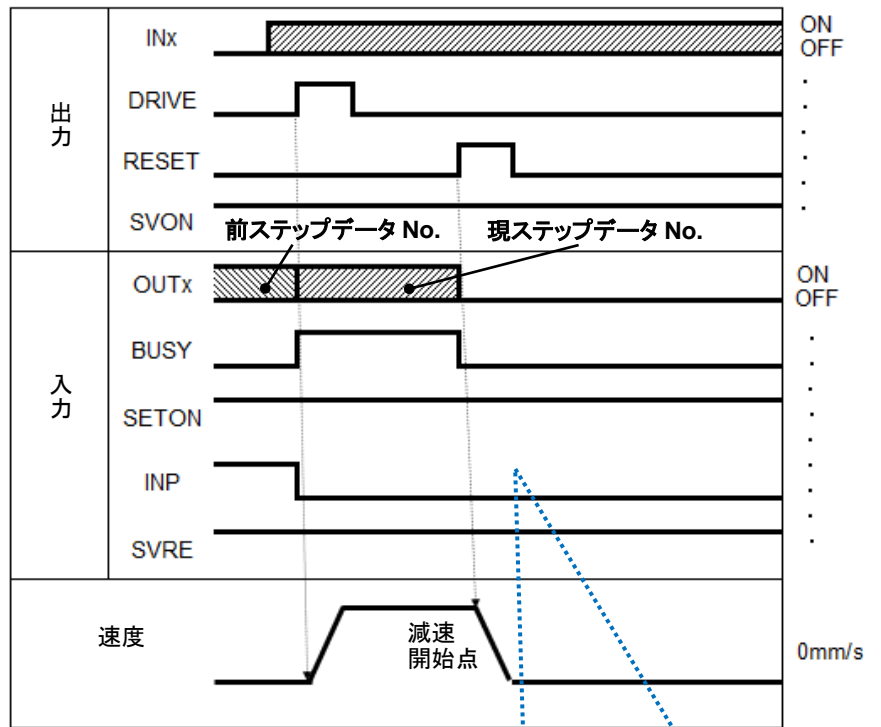 INx
ON
OFF
DRIVE
出力
RESET
SVON
前ステップデータ No.
現ステップデータ No.
OUTx
ON
OFF
BUSY
入力
SETON
INP
SVRE
速度
減速
開始点
0mm/s